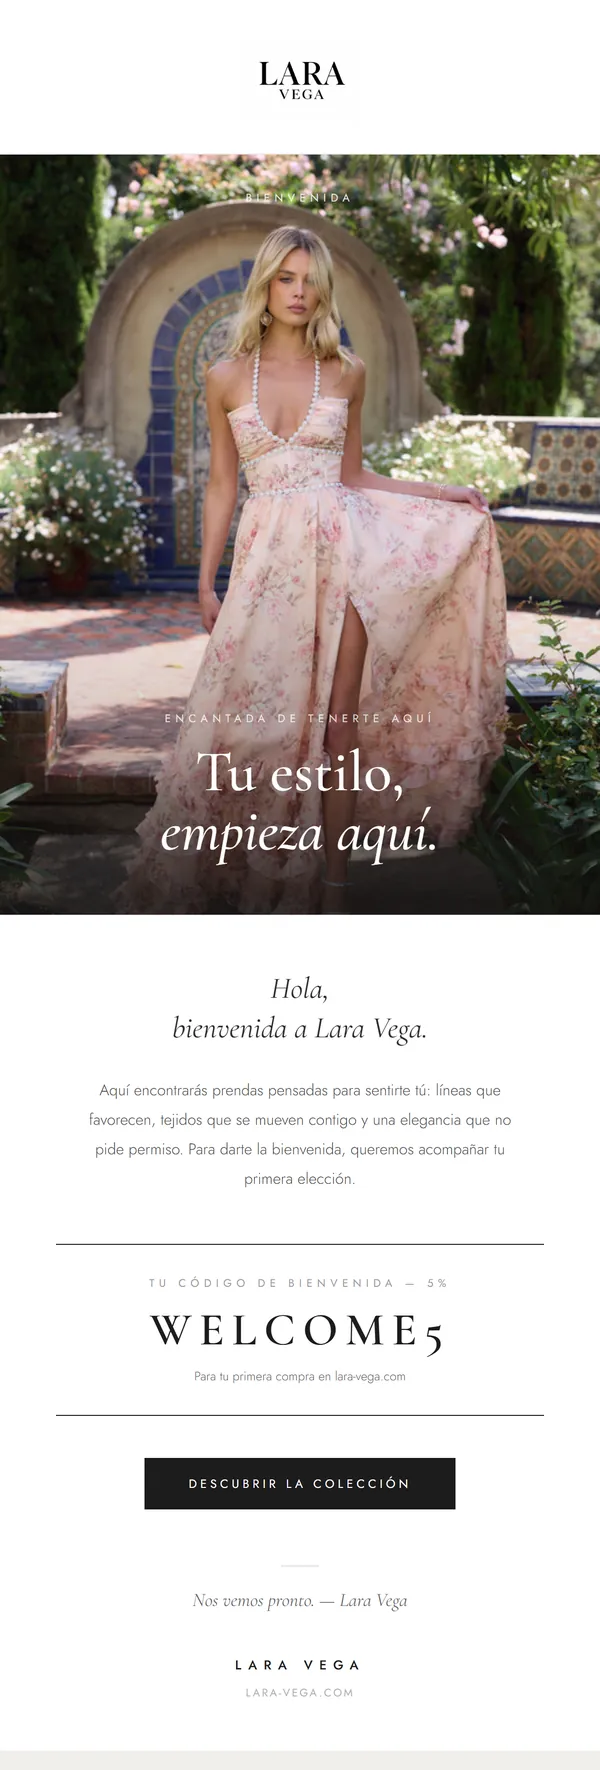 LARA
VEGA
BIENVENIDA
ENCANTADA DE TENERTE AQUÍ
Tu estilo,
empieza aquí.
Hola,
bienvenida a Lara Vega.
Aquí encontrarás prendas pensadas para sentirte tú: líneas que
favorecen, tejidos que se mueven contigo y una elegancia que no
pide permiso. Para darte la bienvenida, queremos acompañar tu
primera elección.
TU CÓDIGO DE BIENVENIDA — 5%
WELCOME5
Para tu primera compra en lara-vega.com
DESCUBRIR LA COLECCIÓN
Nos vemos pronto. — Lara Vega
LARA VEGA
LARA-VEGA.COM